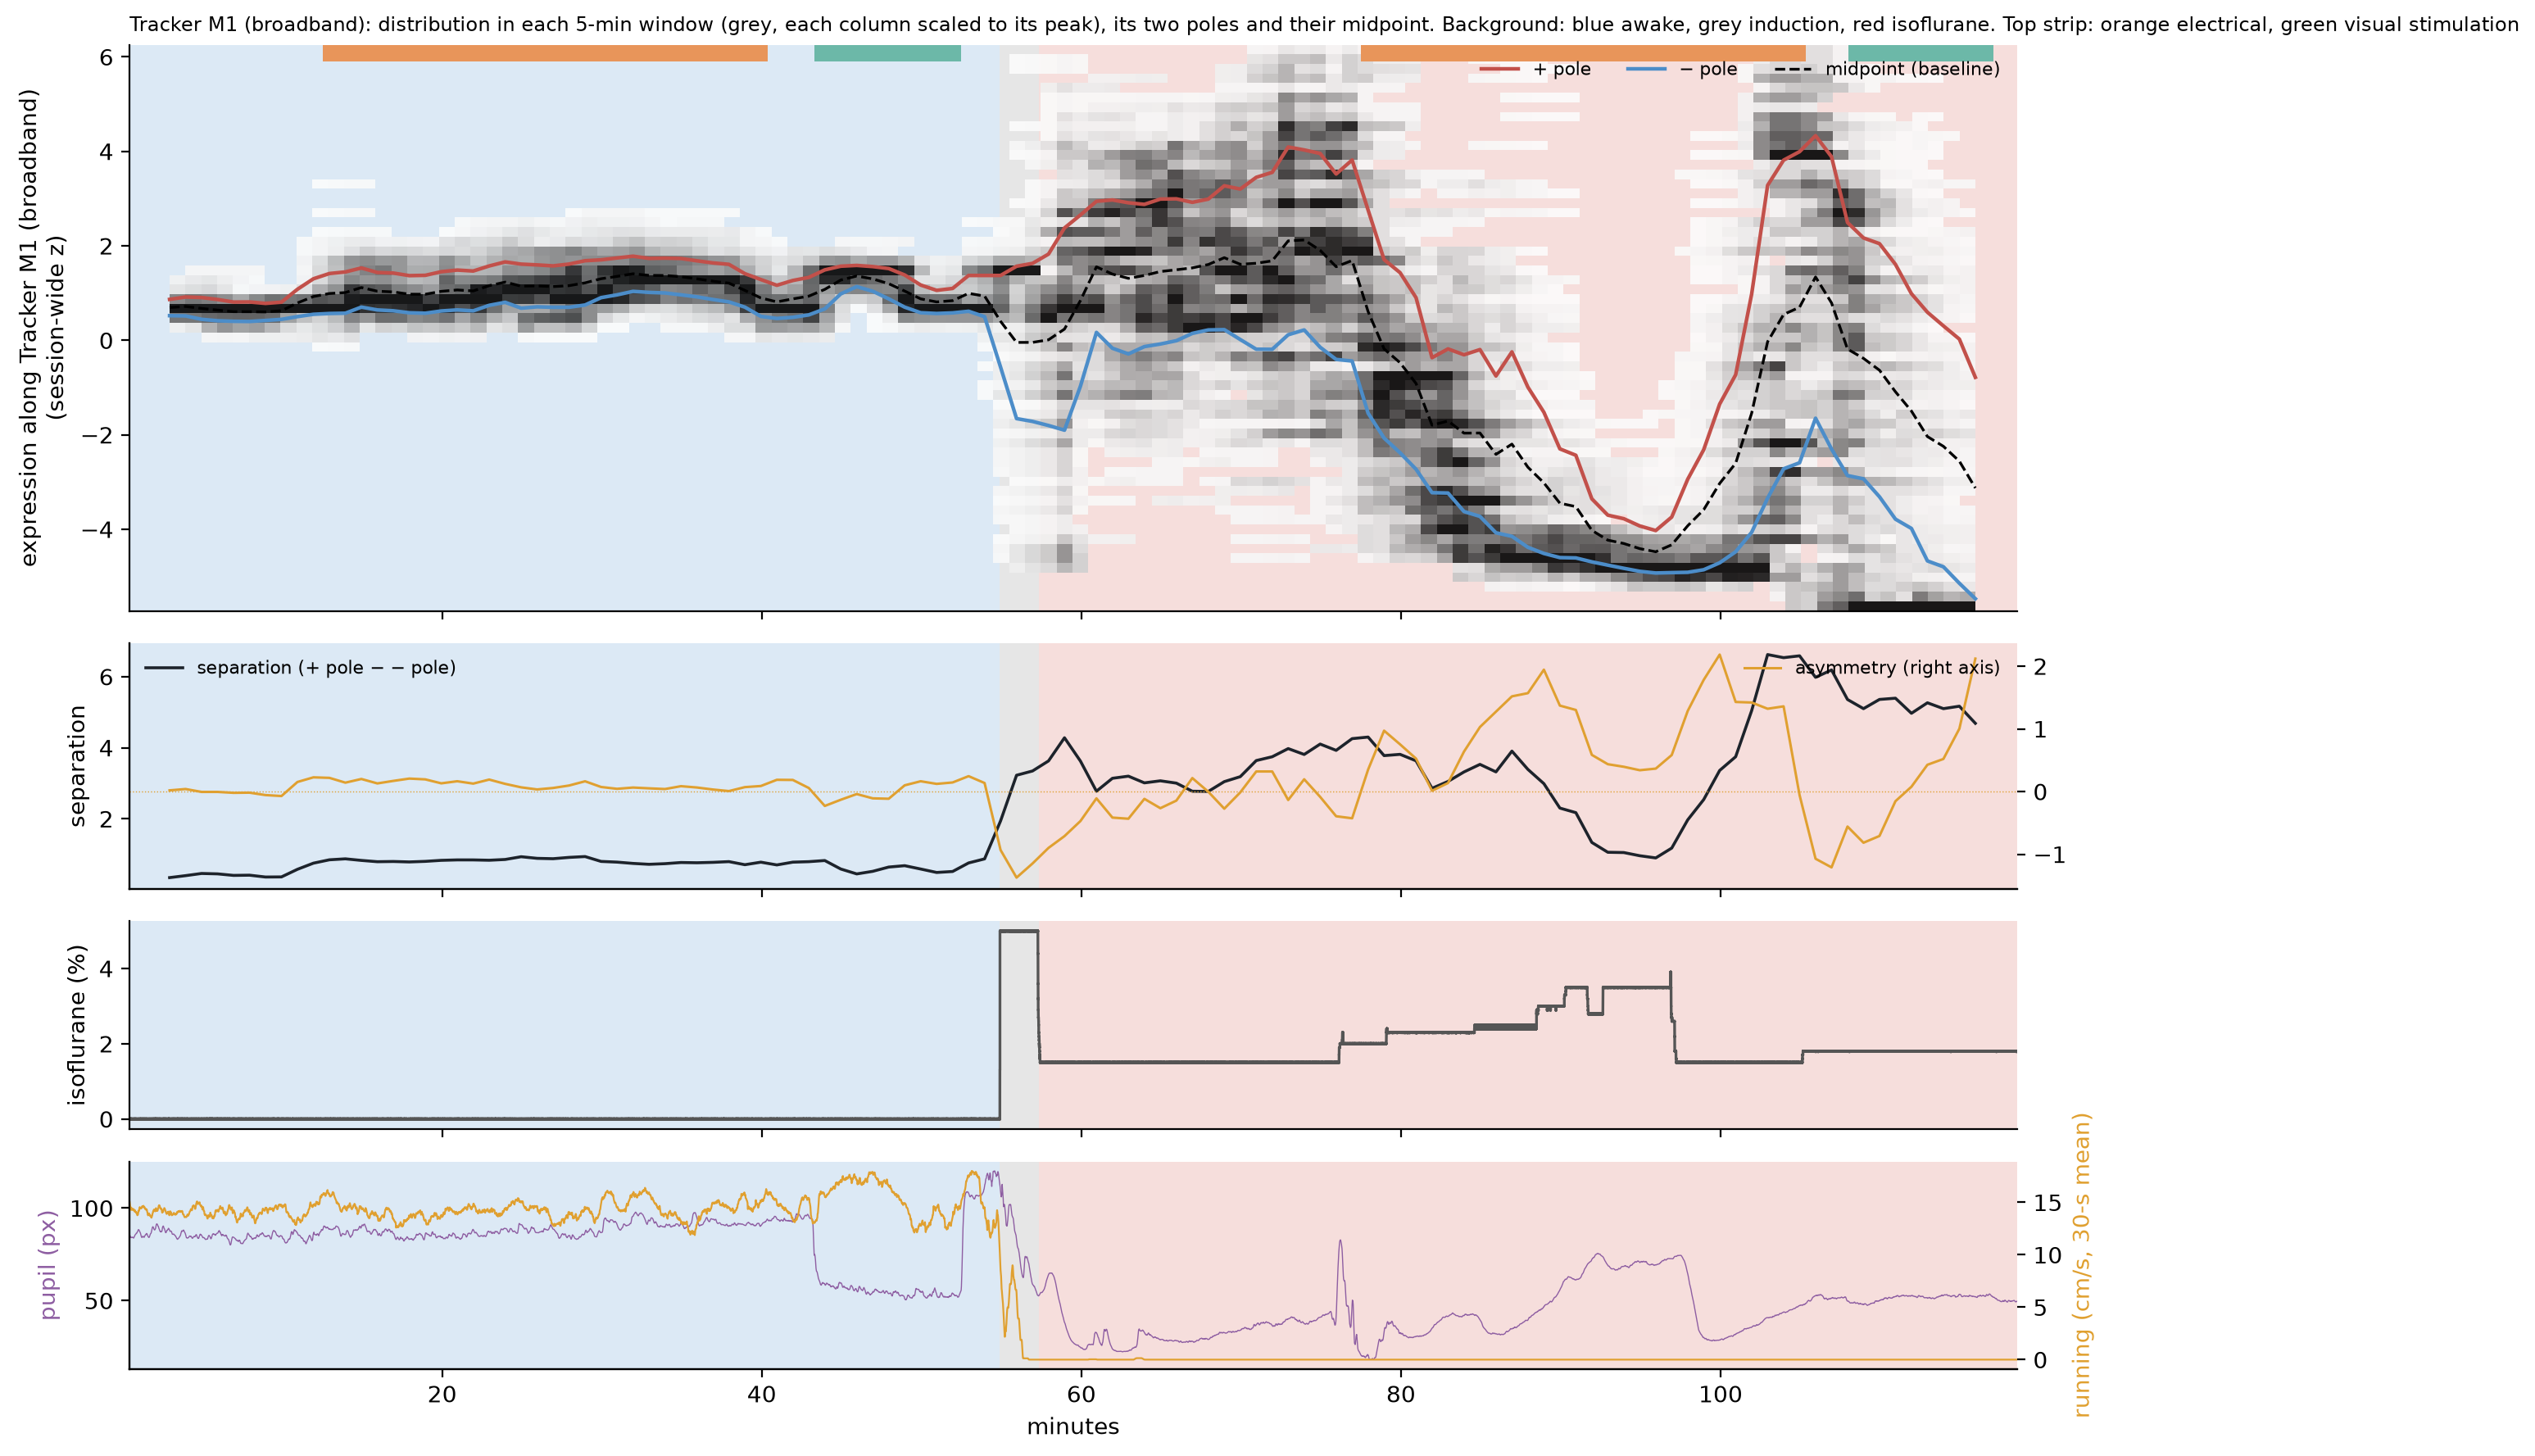 Tracker M1 (broadband): distribution in each 5-min window (grey, each column scaled to its peak), its two poles and their midpoint. Background: blue awake, grey induction, red isoflurane. Top strip: orange electrical, green visual stimulation
+ pole
− pole
midpoint (baseline)
expression along Tracker M1 (broadband)
(session-wide z)
6
4
2
0
−2
−4
separation (+ pole − − pole)
asymmetry (right axis)
separation
6
4
2
2
1
0
−1
isoflurane (%)
4
2
0
pupil (px)
100
50
15
10
5
0
running (cm/s, 30-s mean)
20
40
60
80
100
minutes